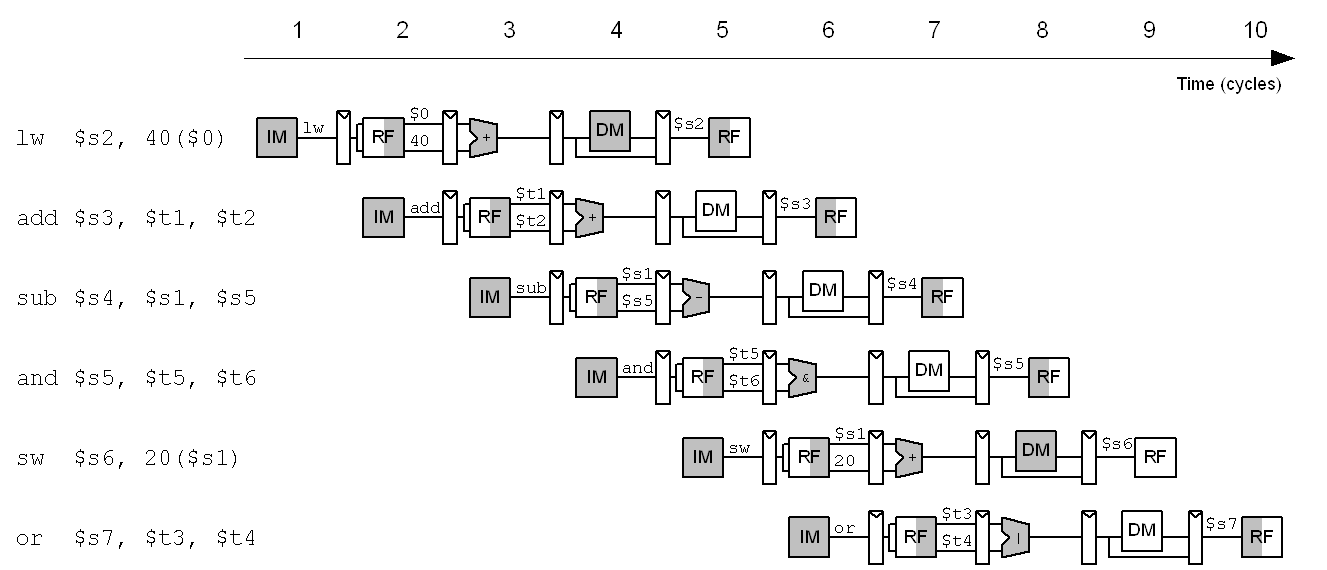 1 2 3 4 5 6 7 8 9 10
Time (cycles)
lw $s2, 40($0) IM lw RF $0 40 + DM $s2 RF
add $s3, $t1, $t2 IM add RF $t1 $t2 + DM $s3 RF
sub $s4, $s1, $s5 IM sub RF $s1 $s5 - DM $s4 RF
and $s5, $t5, $t6 IM and RF $t5 $t6 & DM $s5 RF
sw $s6, 20($s1) IM sw RF $s1 20 + DM $s6 RF
or $s7, $t3, $t4 IM or RF $t3 $t4 | DM $s7 RF